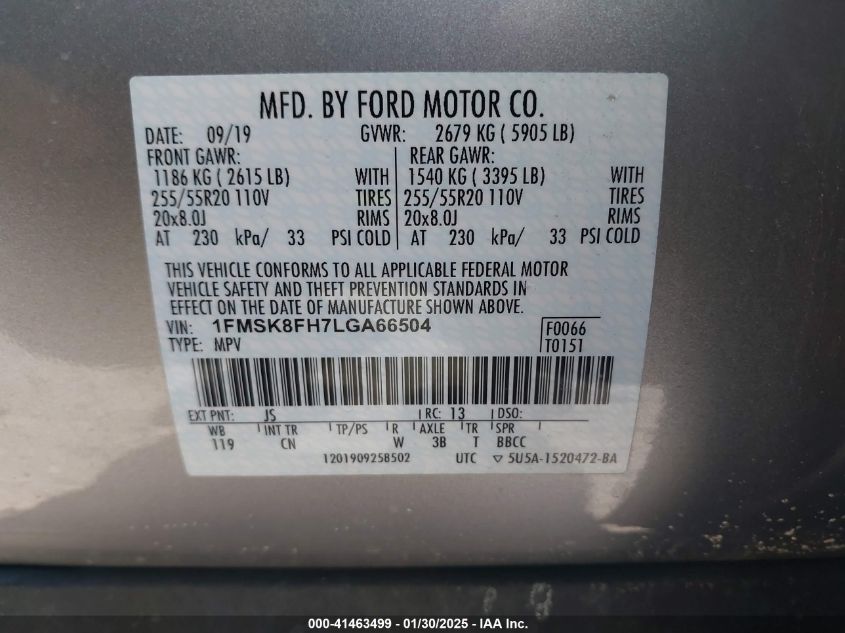 MFD. BY FORD MOTOR CO.
DATE: 09/19 GVWR: 2679 KG ( 5905 LB)
FRONT GAWR: REAR GAWR:
1186 KG ( 2615 LB) WITH 1540 KG ( 3395 LB) WITH
255/55R20 110V TIRES 255/55R20 110V TIRES
20x8.0J RIMS 20x8.0J RIMS
AT 230 kPa/ 33 PSI COLD AT 230 kPa/ 33 PSI COLD
THIS VEHICLE CONFORMS TO ALL APPLICABLE FEDERAL MOTOR
VEHICLE SAFETY AND THEFT PREVENTION STANDARDS IN
EFFECT ON THE DATE OF MANUFACTURE SHOWN ABOVE.
VIN: 1FMSK8FH7LGA66504 F0066
TYPE: MPV T0151
EXT PNT: JS RC: 13 DSO:
WB INT TR TP/PS R AXLE TR SPR
119 CN W 3B T BBCC
1201909258502 UTC ▽ 5U5A-1520472-BA
000-41463499 - 01/30/2025 - IAA Inc.